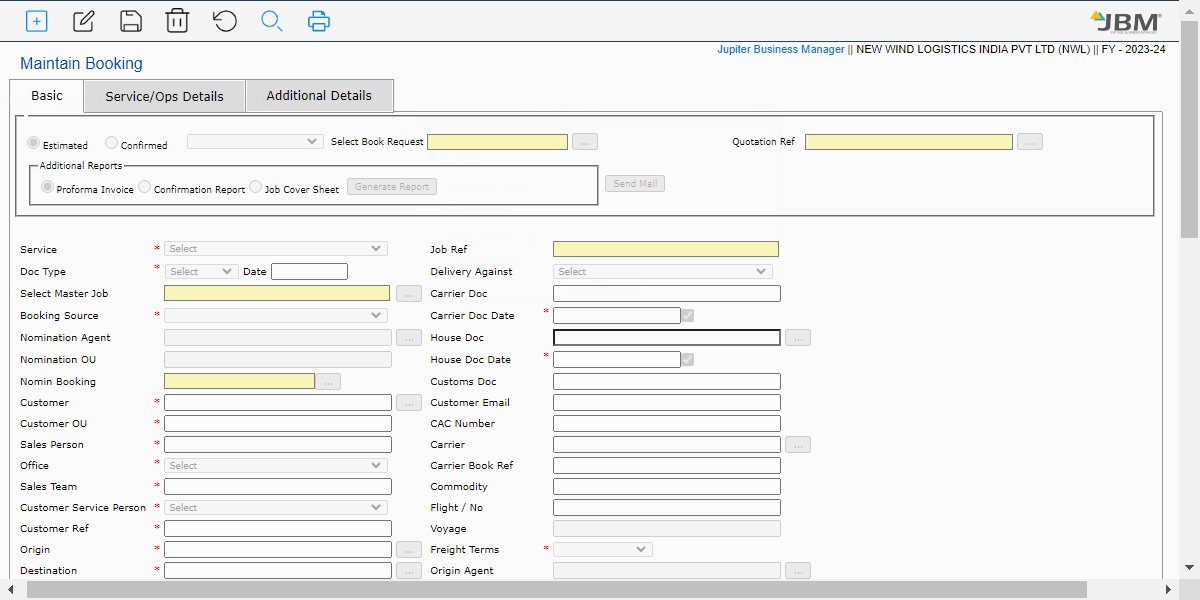 JBM
Jupiter Business Manager || NEW WIND LOGISTICS INDIA PVT LTD (NWL) || FY - 2023-24
Maintain Booking
Basic Service/Ops Details Additional Details
Estimated Confirmed Select Book Request ... Quotation Ref ...
Additional Reports
Proforma Invoice Confirmation Report Job Cover Sheet Generate Report Send Mail
Service * Select Job Ref
Doc Type * Select Date Delivery Against Select
Select Master Job ... Carrier Doc
Booking Source * Carrier Doc Date *
Nomination Agent ... House Doc ...
Nomination OU House Doc Date *
Nomin Booking ... Customs Doc
Customer * ... Customer Email
Customer OU * CAC Number
Sales Person * Carrier ...
Office * Select Carrier Book Ref
Sales Team * Commodity
Customer Service Person * Select Flight / No
Customer Ref * Voyage
Origin * ... Freight Terms *
Destination * ... Origin Agent ...